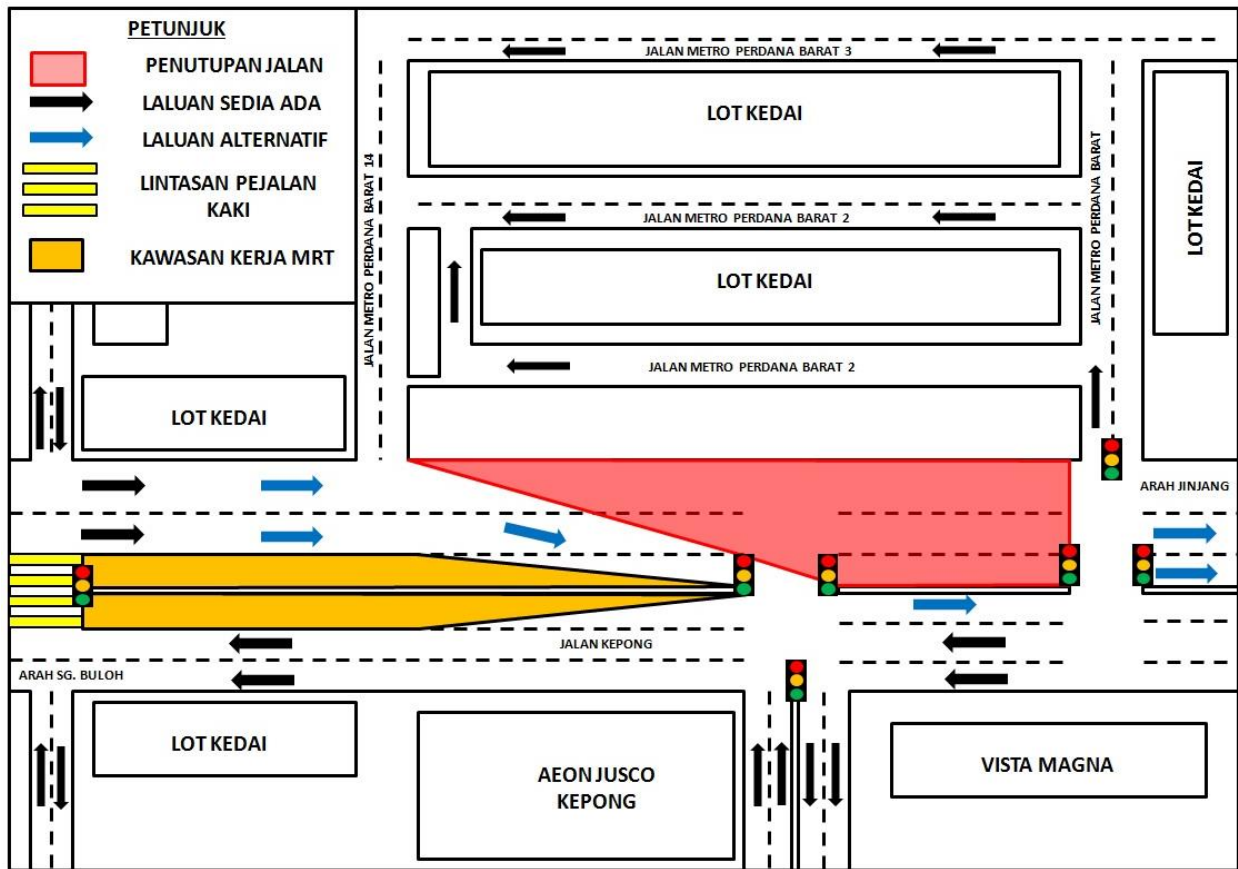 PETUNJUK
PENUTUPAN JALAN
LALUAN SEDIA ADA
LALUAN ALTERNATIF
LINTASAN PEJALAN
KAKI
KAWASAN KERJA MRT
JALAN METRO PERDANA BARAT 3
LOT KEDAI
JALAN METRO PERDANA BARAT 14
JALAN METRO PERDANA BARAT 2
JALAN METRO PERDANA BARAT
LOT KEDAI
LOT KEDAI
JALAN METRO PERDANA BARAT 2
LOT KEDAI
ARAH JINJANG
JALAN KEPONG
ARAH SG. BULOH
LOT KEDAI
AEON JUSCO
KEPONG
VISTA MAGNA